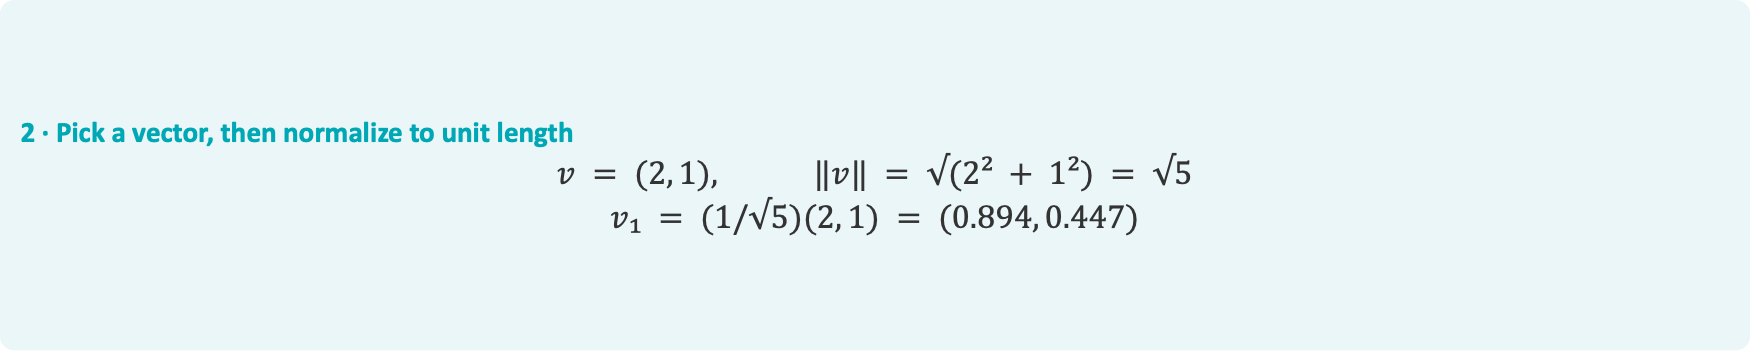 2 · Pick a vector, then normalize to unit length
𝑣 = (2, 1), ‖𝑣‖ = √(2² + 1²) = √5
𝑣₁ = (1/√5)(2, 1) = (0.894, 0.447)